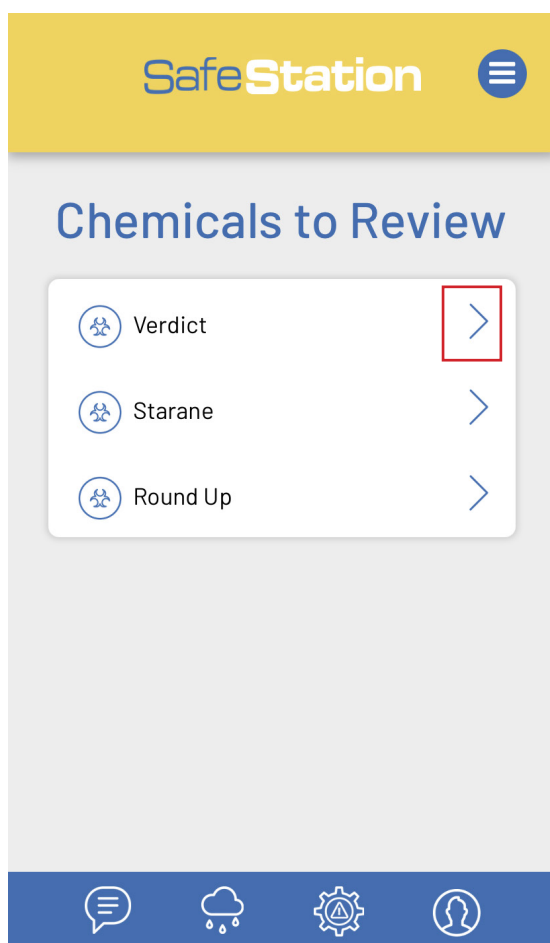 SafeStation
Chemicals to Review
Verdict
Starane
Round Up